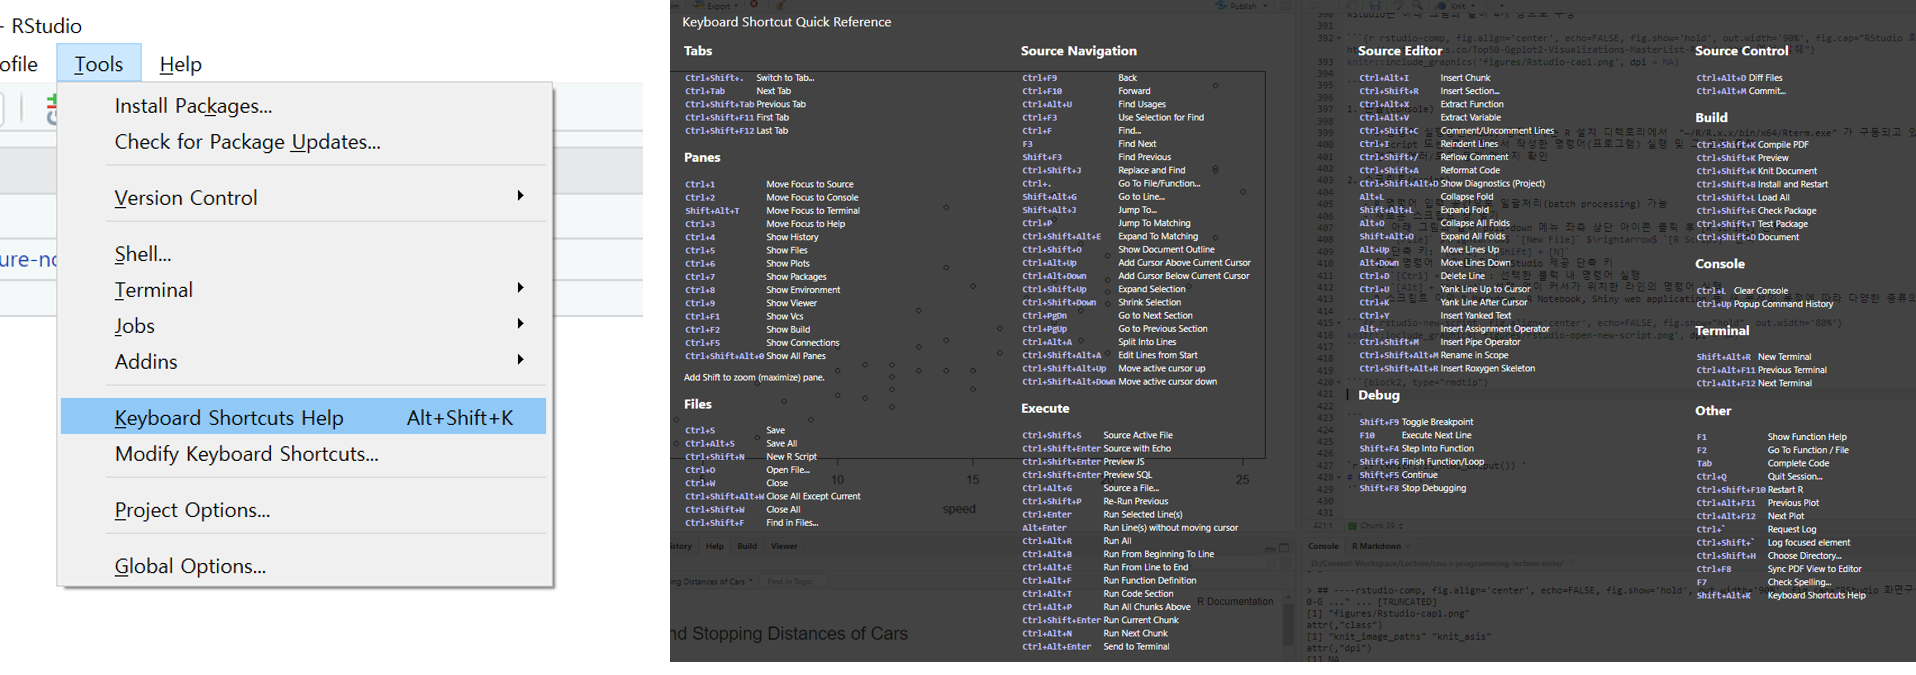 - RStudio
ofile Tools Help
Install Packages...
Check for Package Updates...
Version Control
Shell...
Terminal
Jobs
Addins
Keyboard Shortcuts Help Alt+Shift+K
Modify Keyboard Shortcuts...
Project Options...
Global Options...
Keyboard Shortcut Quick Reference
Tabs
Ctrl+Shift+. Switch to Tab...
Ctrl+Tab Next Tab
Ctrl+Shift+Tab Previous Tab
Ctrl+Shift+F11 First Tab
Ctrl+Shift+F12 Last Tab
Panes
Ctrl+1 Move Focus to Source
Ctrl+2 Move Focus to Console
Shift+Alt+T Move Focus to Terminal
Ctrl+3 Move Focus to Help
Ctrl+4 Show History
Ctrl+5 Show Files
Ctrl+6 Show Plots
Ctrl+7 Show Packages
Ctrl+8 Show Environment
Ctrl+9 Show Viewer
Ctrl+F1 Show Vcs
Ctrl+F2 Show Build
Ctrl+F5 Show Connections
Ctrl+Shift+Alt+0 Show All Panes
Add Shift to zoom (maximize) pane.
Files
Ctrl+S Save
Ctrl+Alt+S Save All
Ctrl+Shift+N New R Script
Ctrl+O Open File...
Ctrl+W Close
Ctrl+Shift+Alt+W Close All Except Current
Ctrl+Shift+W Close All
Ctrl+Shift+F Find in Files...
Source Navigation
Ctrl+F9 Back
Ctrl+F10 Forward
Ctrl+Alt+U Find Usages
Ctrl+F3 Use Selection for Find
Ctrl+F Find...
F3 Find Next
Shift+F3 Find Previous
Ctrl+Shift+J Replace and Find
Ctrl+. Go To File/Function...
Shift+Alt+G Go to Line...
Shift+Alt+J Jump To...
Ctrl+P Jump To Matching
Ctrl+Shift+Alt+E Expand To Matching
Ctrl+Shift+O Show Document Outline
Ctrl+Alt+Up Add Cursor Above Current Cursor
Ctrl+Alt+Down Add Cursor Below Current Cursor
Ctrl+Shift+Up Expand Selection
Ctrl+Shift+Down Shrink Selection
Ctrl+PgDn Go to Next Section
Ctrl+PgUp Go to Previous Section
Ctrl+Alt+A Split Into Lines
Ctrl+Shift+Alt+A Edit Lines from Start
Ctrl+Shift+Alt+Up Move active cursor up
Ctrl+Shift+Alt+Down Move active cursor down
Execute
Ctrl+Shift+S Source Active File
Ctrl+Shift+Enter Source with Echo
Ctrl+Shift+Enter Preview JS
Ctrl+Shift+Enter Preview SQL
Ctrl+Alt+G Source a File...
Ctrl+Shift+P Re-Run Previous
Ctrl+Enter Run Selected Line(s)
Alt+Enter Run Line(s) without moving cursor
Ctrl+Alt+R Run All
Ctrl+Alt+B Run From Beginning To Line
Ctrl+Alt+E Run From Line to End
Ctrl+Alt+F Run Function Definition
Ctrl+Alt+T Run Code Section
Ctrl+Alt+P Run All Chunks Above
Ctrl+Shift+Enter Run Current Chunk
Ctrl+Alt+N Run Next Chunk
Ctrl+Alt+Enter Send to Terminal
Source Editor
Ctrl+Alt+I Insert Chunk
Ctrl+Shift+R Insert Section...
Ctrl+Alt+X Extract Function
Ctrl+Alt+V Extract Variable
Ctrl+Shift+C Comment/Uncomment Lines
Ctrl+I Reindent Lines
Ctrl+Shift+/ Reflow Comment
Ctrl+Shift+A Reformat Code
Ctrl+Shift+Alt+D Show Diagnostics (Project)
Alt+L Collapse Fold
Shift+Alt+L Expand Fold
Alt+O Collapse All Folds
Shift+Alt+O Expand All Folds
Alt+Up Move Lines Up
Alt+Down Move Lines Down
Ctrl+D Delete Line
Ctrl+U Yank Line Up to Cursor
Ctrl+K Yank Line After Cursor
Ctrl+Y Insert Yanked Text
Alt+- Insert Assignment Operator
Ctrl+Shift+M Insert Pipe Operator
Ctrl+Shift+Alt+M Rename in Scope
Ctrl+Shift+Alt+R Insert Roxygen Skeleton
Debug
Shift+F9 Toggle Breakpoint
F10 Execute Next Line
Shift+F4 Step Into Function
Shift+F6 Finish Function/Loop
Shift+F5 Continue
Shift+F8 Stop Debugging
Source Control
Ctrl+Alt+D Diff Files
Ctrl+Alt+M Commit...
Build
Ctrl+Shift+K Compile PDF
Ctrl+Shift+K Preview
Ctrl+Shift+K Knit Document
Ctrl+Shift+B Install and Restart
Ctrl+Shift+L Load All
Ctrl+Shift+E Check Package
Ctrl+Shift+T Test Package
Ctrl+Shift+D Document
Console
Ctrl+L Clear Console
Ctrl+Up Popup Command History
Terminal
Shift+Alt+R New Terminal
Ctrl+Alt+F11 Previous Terminal
Ctrl+Alt+F12 Next Terminal
Other
F1 Show Function Help
F2 Go To Function / File
Tab Complete Code
Ctrl+Q Quit Session...
Ctrl+Shift+F10 Restart R
Ctrl+Alt+F11 Previous Plot
Ctrl+Alt+F12 Next Plot
Ctrl+` Request Log
Ctrl+Shift+` Log focused element
Ctrl+Shift+H Choose Directory...
Ctrl+F8 Sync PDF View to Editor
F7 Check Spelling...
Shift+Alt+K Keyboard Shortcuts Help
10 15 25
speed
Help Build Viewer
Find in Topic
R Documentation
nd Stopping Distances of Cars
Console R Markdown
[1] "figures/Rstudio-cap1.png"
attr(,"class")
[1] "knit_image_paths" "knit_asis"
attr(,"dpi")
[1] NA